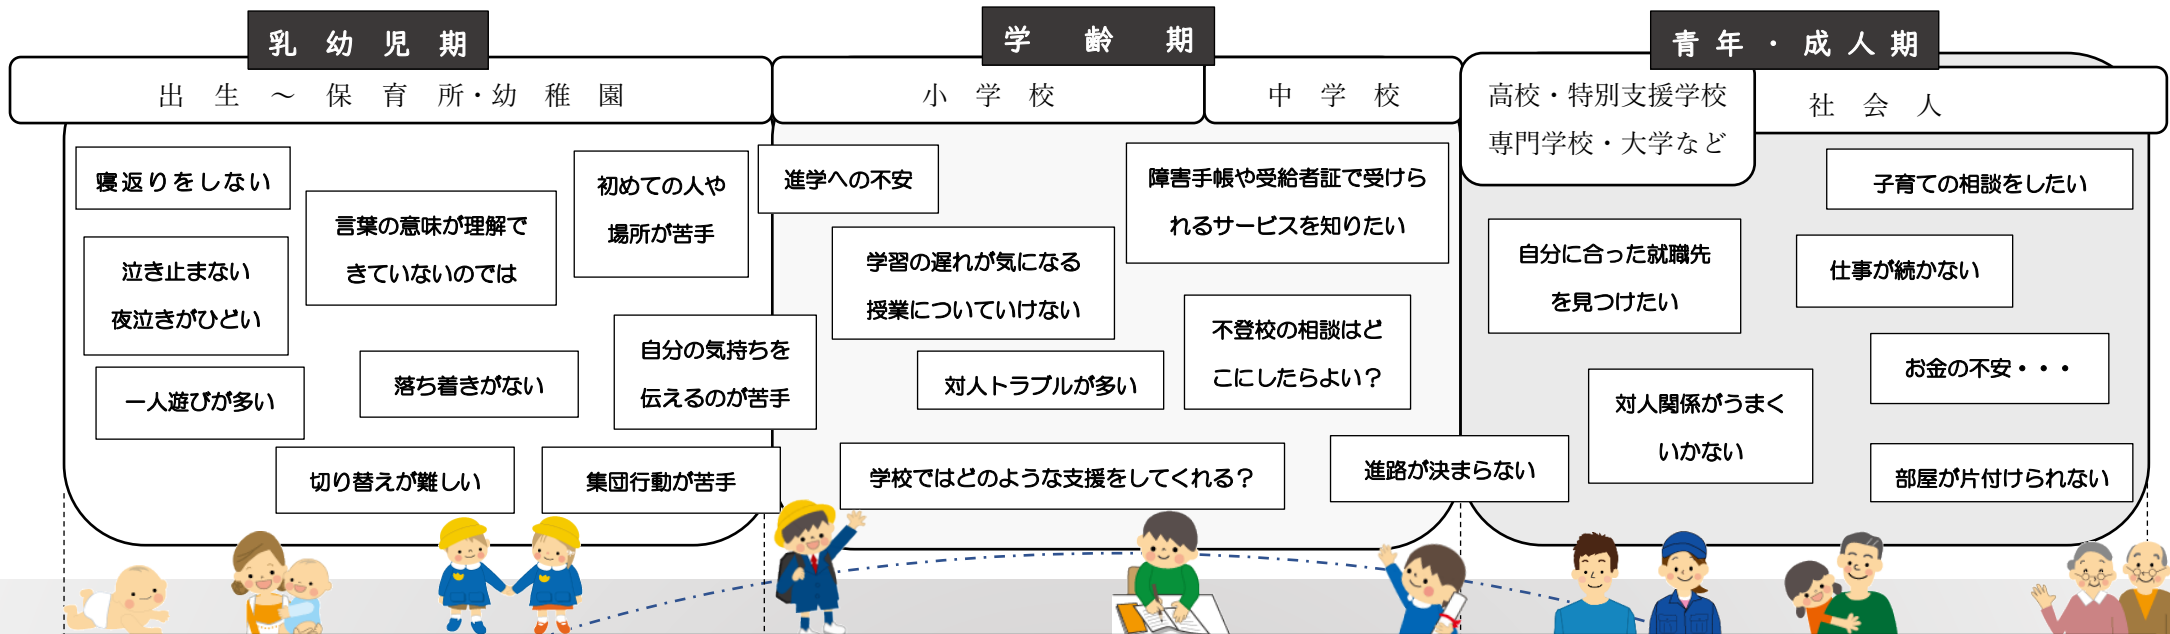 乳幼児期
出生～保育所・幼稚園
寝返りをしない
泣き止まない
夜泣きがひどい
一人遊びが多い
言葉の意味が理解で
きていないのでは
落ち着きがない
切り替えが難しい
初めての人や
場所が苦手
自分の気持ちを
伝えるのが苦手
集団行動が苦手
学齢期
小学校
中学校
進学への不安
学習の遅れが気になる
授業についていけない
対人トラブルが多い
学校ではどのような支援をしてくれる？
障害手帳や受給者証で受けら
れるサービスを知りたい
不登校の相談はど
こにしたらよい？
進路が決まらない
青年・成人期
高校・特別支援学校
専門学校・大学など
社会人
自分に合った就職先
を見つけたい
対人関係がうまく
いかない
子育ての相談をしたい
仕事が続かない
お金の不安・・・
部屋が片付けられない